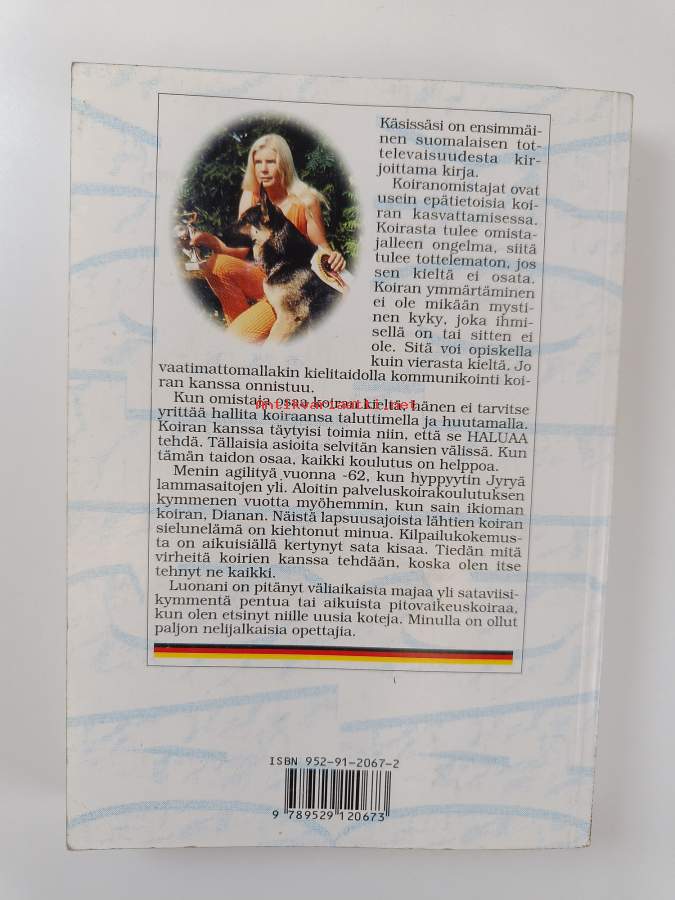 Käsissäsi on ensimmäi-
nen suomalaisen tot-
televaisuudesta kir-
joittama kirja.
Koiranomistajat ovat
usein epätietoisia koi-
ran kasvattamisessa.
Koirasta tulee omista-
jalleen ongelma, siitä
tulee tottelematon, jos
sen kieltä ei osata.
Koiran ymmärtäminen
ei ole mikään mysti-
nen kyky, joka ihmi-
sellä on tai sitten ei
ole. Sitä voi opiskella
kuin vierasta kieltä. Jo
vaatimattomallakin kielitaidolla kommunikointi koi-
ran kanssa onnistuu.
Kun omistaja osaa koiran kieltä, hänen ei tarvitse
antikvariaatti.net
yrittää hallita koiraansa taluttimella ja huutamalla.
Koiran kanssa täytyisi toimia niin, että se HALUAA
tehdä. Tällaisia asioita selvitän kansien välissä. Kun
tämän taidon osaa, kaikki koulutus on helppoa.
Menin agilityä vuonna -62, kun hyppyytin Jyryä
lammasaitojen yli. Aloitin palveluskoirakoulutuksen
kymmenen vuotta myöhemmin, kun sain ikioman
koiran, Dianan. Näistä lapsuusajoista lähtien koiran
sielunelämä on kiehtonut minua. Kilpailukokemus-
ta on aikuisiällä kertynyt sata kisaa. Tiedän mitä
virheitä koirien kanssa tehdään, koska olen itse
tehnyt ne kaikki.
Luonani on pitänyt väliaikaista majaa yli sataviisi-
kymmentä pentua tai aikuista pitovaikeuskoiraa,
kun olen etsinyt niille uusia koteja. Minulla on ollut
paljon nelijalkaisia opettajia.
ISBN 952-91-2067-2
9 789529 120673